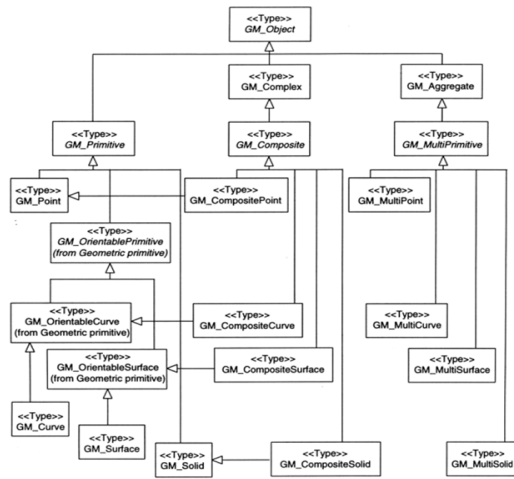 <<Type>>
GM_Object
<<Type>>
GM_Complex
<<Type>>
GM_Aggregate
<<Type>>
GM_Primitive
<<Type>>
GM_Composite
<<Type>>
GM_MultiPrimitive
<<Type>>
GM_Point
<<Type>>
GM_CompositePoint
<<Type>>
GM_MultiPoint
<<Type>>
GM_OrientablePrimitive
(from Geometric primitive)
<<Type>>
GM_OrientableCurve
(from Geometric primitive)
<<Type>>
GM_CompositeCurve
<<Type>>
GM_MultiCurve
<<Type>>
GM_OrientableSurface
(from Geometric primitive)
<<Type>>
GM_CompositeSurface
<<Type>>
GM_MultiSurface
<<Type>>
GM_Curve
<<Type>>
GM_Surface
<<Type>>
GM_Solid
<<Type>>
GM_CompositeSolid
<<Type>>
GM_MultiSolid